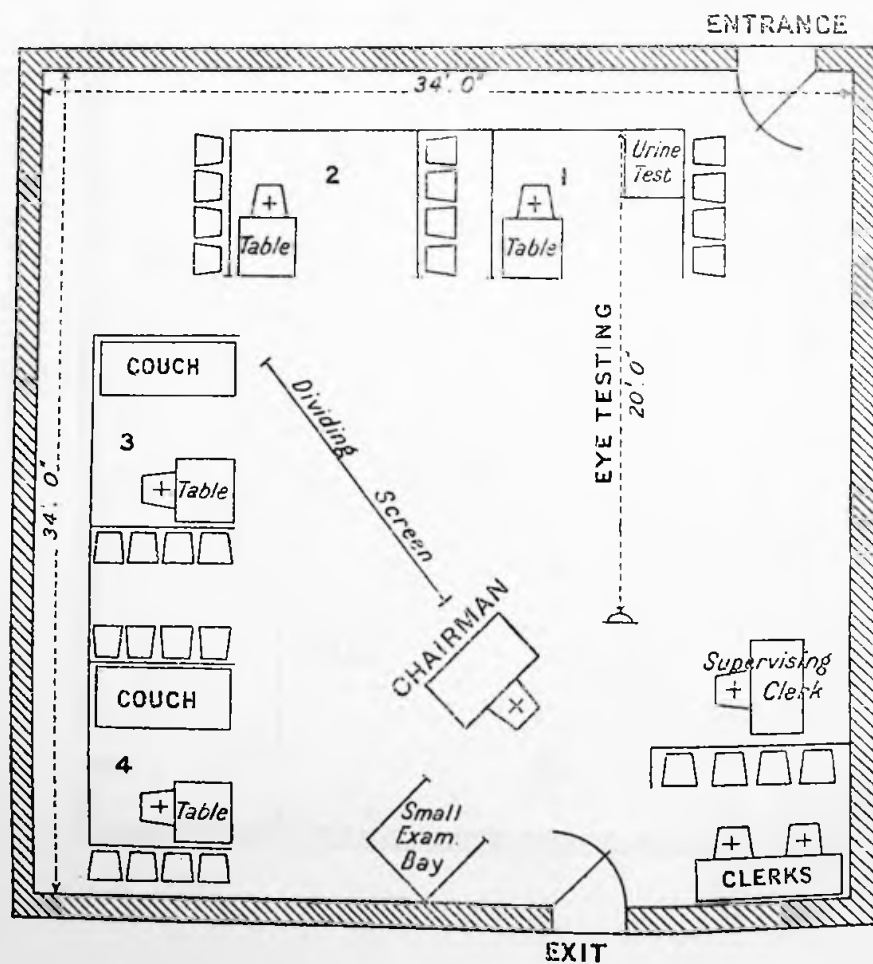 ENTRANCE
34'. 0"
Urine
Test
2
1
Table
Table
EYE TESTING
20'. 0"
COUCH
Dividing
Screen
3
Table
34'. 0"
CHAIRMAN
Supervising
Clerk
COUCH
4
Table
Small
Exam.
Bay
CLERKS
EXIT